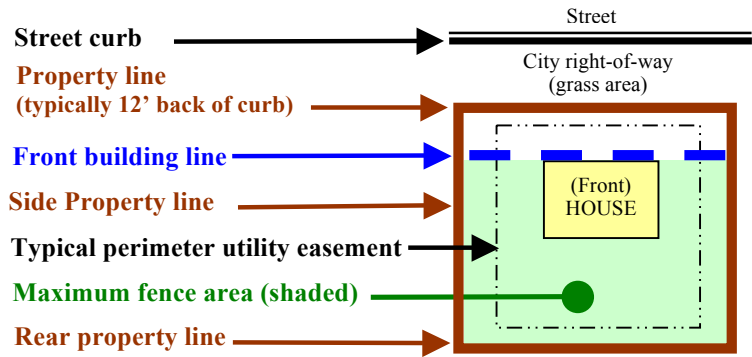 Street
Street curb
City right-of-way
(grass area)
Property line
(typically 12’ back of curb)
Front building line
(Front)
HOUSE
Side Property line
Typical perimeter utility easement
Maximum fence area (shaded)
Rear property line